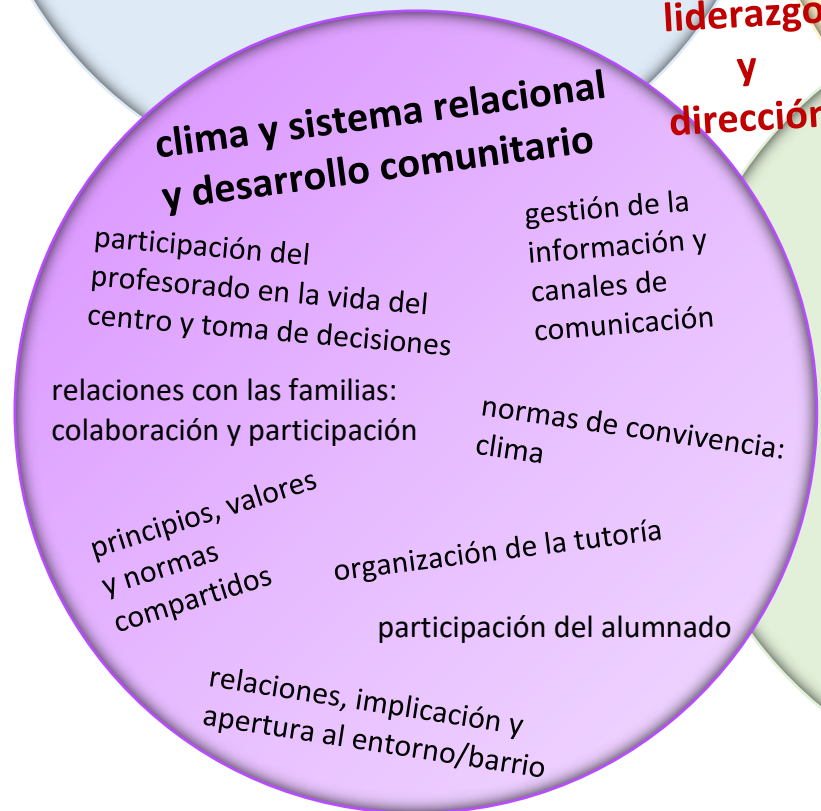 liderazgo
y
dirección
clima y sistema relacional
y desarrollo comunitario
participación del
profesorado en la vida del
centro y toma de decisiones
gestión de la
información y
canales de
comunicación
relaciones con las familias:
colaboración y participación
normas de convivencia:
clima
principios, valores
y normas
compartidos
organización de la tutoría
participación del alumnado
relaciones, implicación y
apertura al entorno/barrio